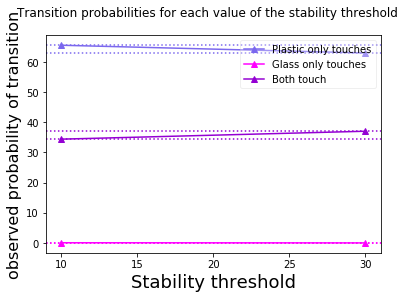 Transition probabilities for each value of the stability threshold
observed probability of transition
60
50
40
30
20
10
0
Plastic only touches
Glass only touches
Both touch
10
15
20
25
30
Stability threshold